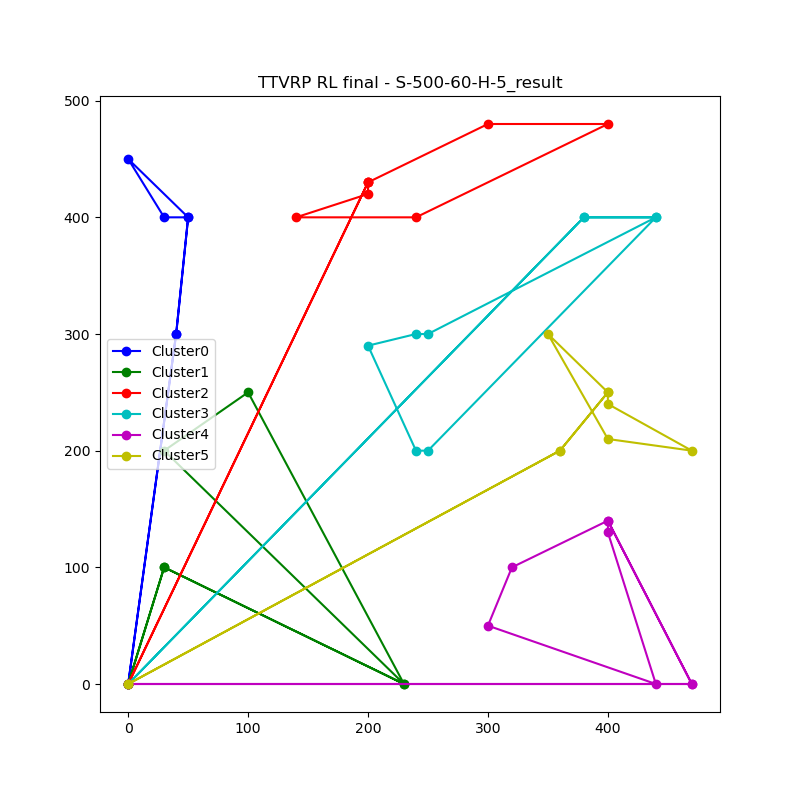 TTVRP RL final - S-500-60-H-5_result
500
400
300
200
100
0
Cluster0
Cluster1
Cluster2
Cluster3
Cluster4
Cluster5
0 100 200 300 400